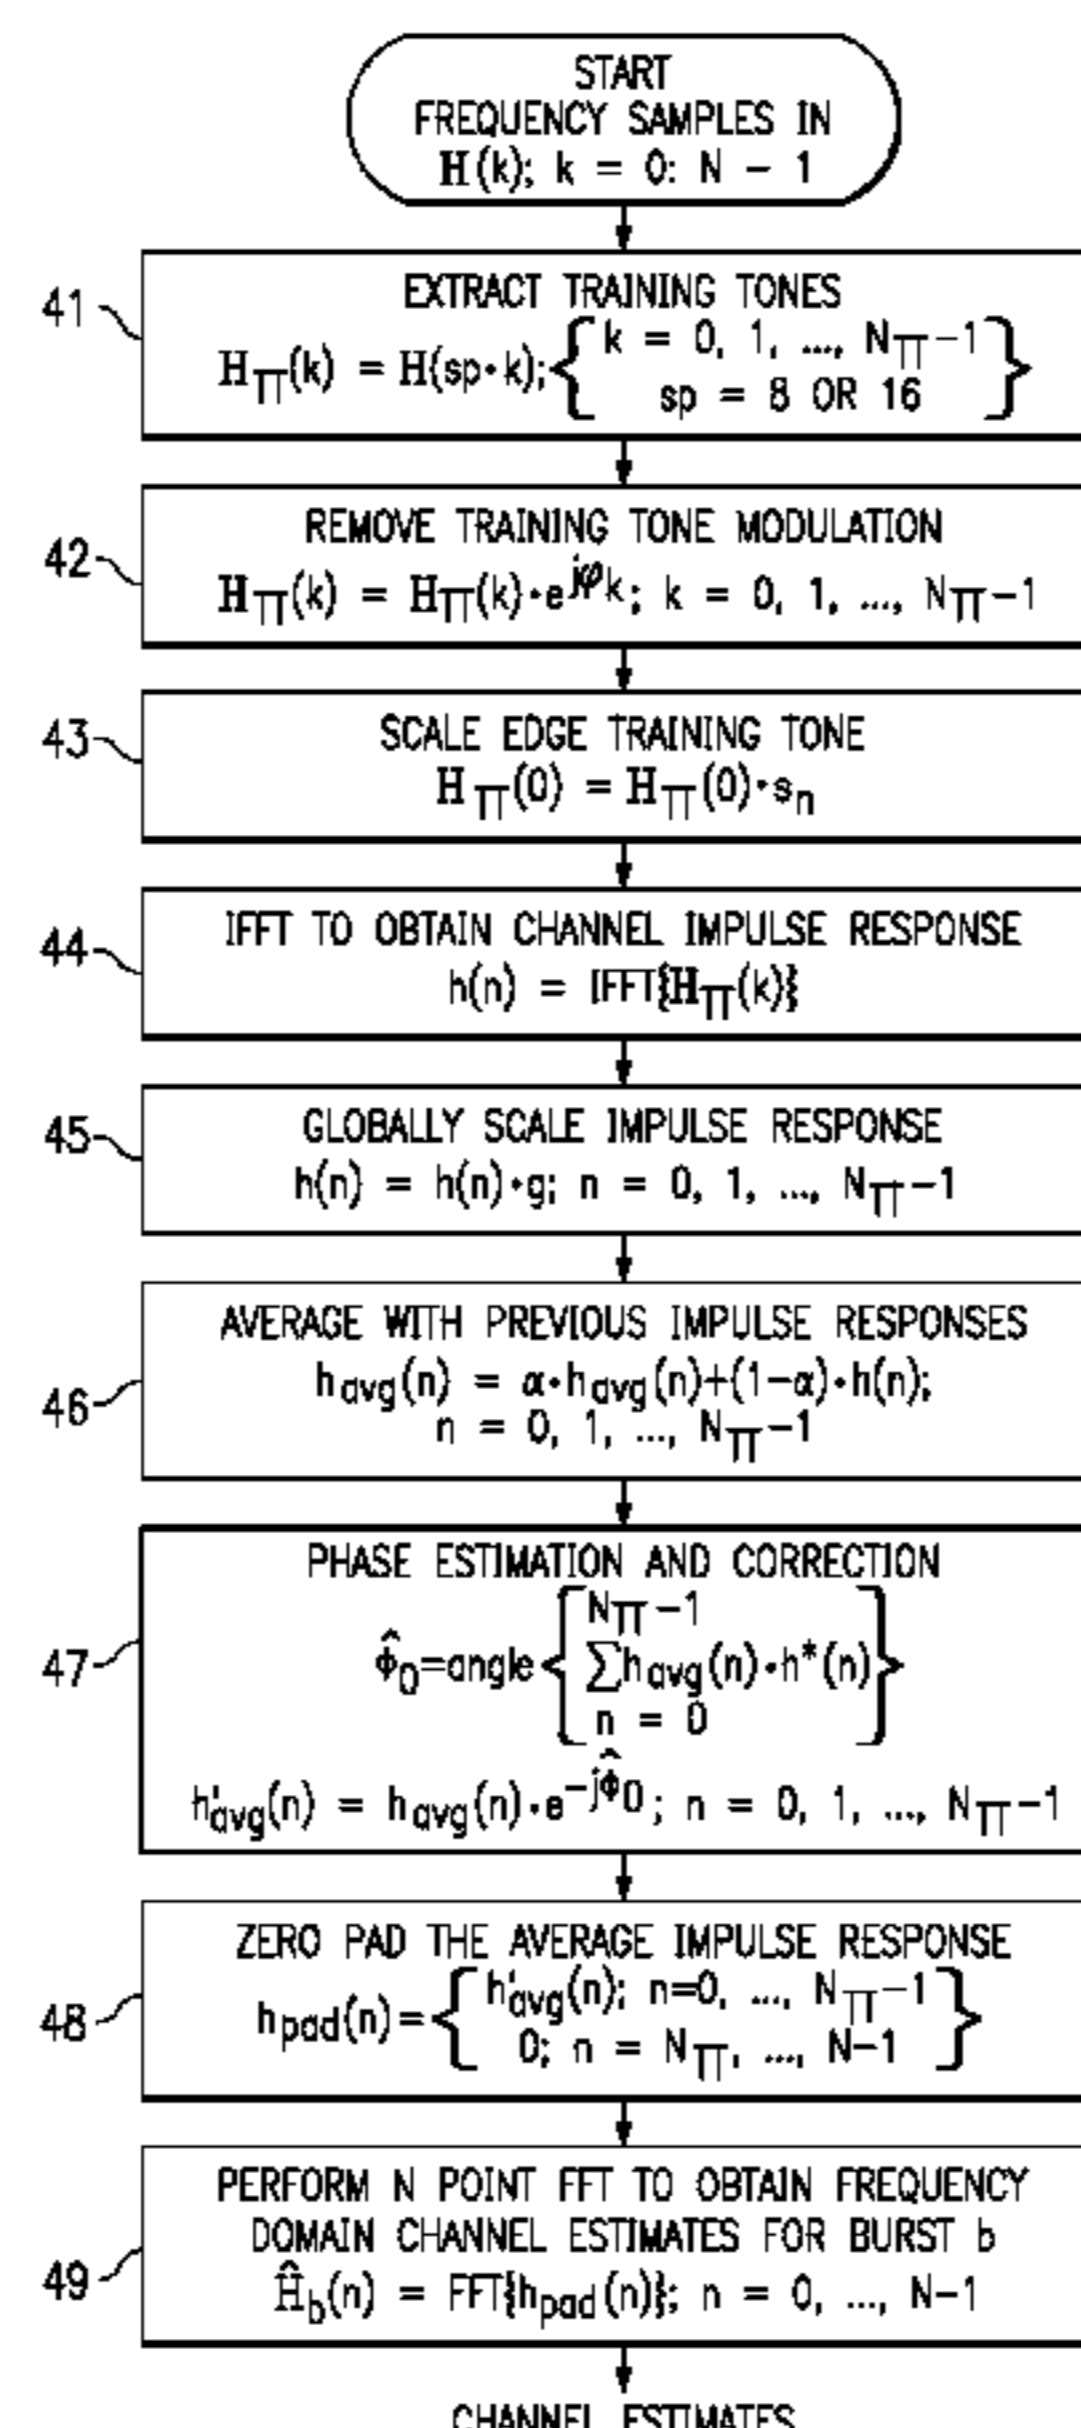 START
FREQUENCY SAMPLES IN
H(k); k = 0: N - 1
41
EXTRACT TRAINING TONES
H_TT(k) = H(sp·k); { k = 0, 1, ..., N_TT-1
sp = 8 OR 16 }
42
REMOVE TRAINING TONE MODULATION
H_TT(k) = H_TT(k)·e^jφ_k; k = 0, 1, ..., N_TT-1
43
SCALE EDGE TRAINING TONE
H_TT(0) = H_TT(0)·s_n
44
IFFT TO OBTAIN CHANNEL IMPULSE RESPONSE
h(n) = IFFT{H_TT(k)}
45
GLOBALLY SCALE IMPULSE RESPONSE
h(n) = h(n)·g; n = 0, 1, ..., N_TT-1
46
AVERAGE WITH PREVIOUS IMPULSE RESPONSES
h_avg(n) = α·h_avg(n)+(1-α)·h(n);
n = 0, 1, ..., N_TT-1
47
PHASE ESTIMATION AND CORRECTION
N_TT-1
ϕ̂_0=angle{ ∑h_avg(n)·h*(n) }
n = 0
h'_avg(n) = h_avg(n)·e^-jϕ̂_0; n = 0, 1, ..., N_TT-1
48
ZERO PAD THE AVERAGE IMPULSE RESPONSE
h_pad(n)={ h'_avg(n); n=0, ..., N_TT-1
0; n = N_TT, ..., N-1 }
49
PERFORM N POINT FFT TO OBTAIN FREQUENCY
DOMAIN CHANNEL ESTIMATES FOR BURST b
Ĥ_b(n) = FFT{h_pad(n)}; n = 0, ..., N-1
CHANNEL ESTIMATES